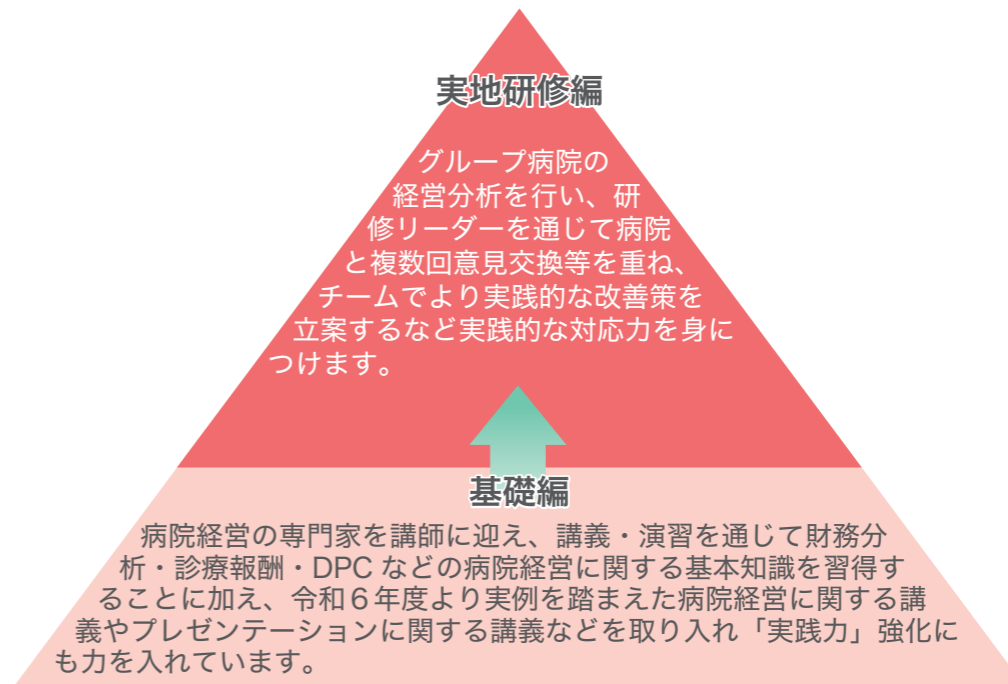 実地研修編
グループ病院の
経営分析を行い、研
修リーダーを通じて病院
と複数回意見交換等を重ね、
チームでより実践的な改善策を
立案するなど実践的な対応力を身に
つけます。
基礎編
病院経営の専門家を講師に迎え、講義・演習を通じて財務分
析・診療報酬・DPC などの病院経営に関する基本知識を習得す
ることに加え、令和６年度より実例を踏まえた病院経営に関する講
義やプレゼンテーションに関する講義などを取り入れ「実践力」強化に
も力を入れています。